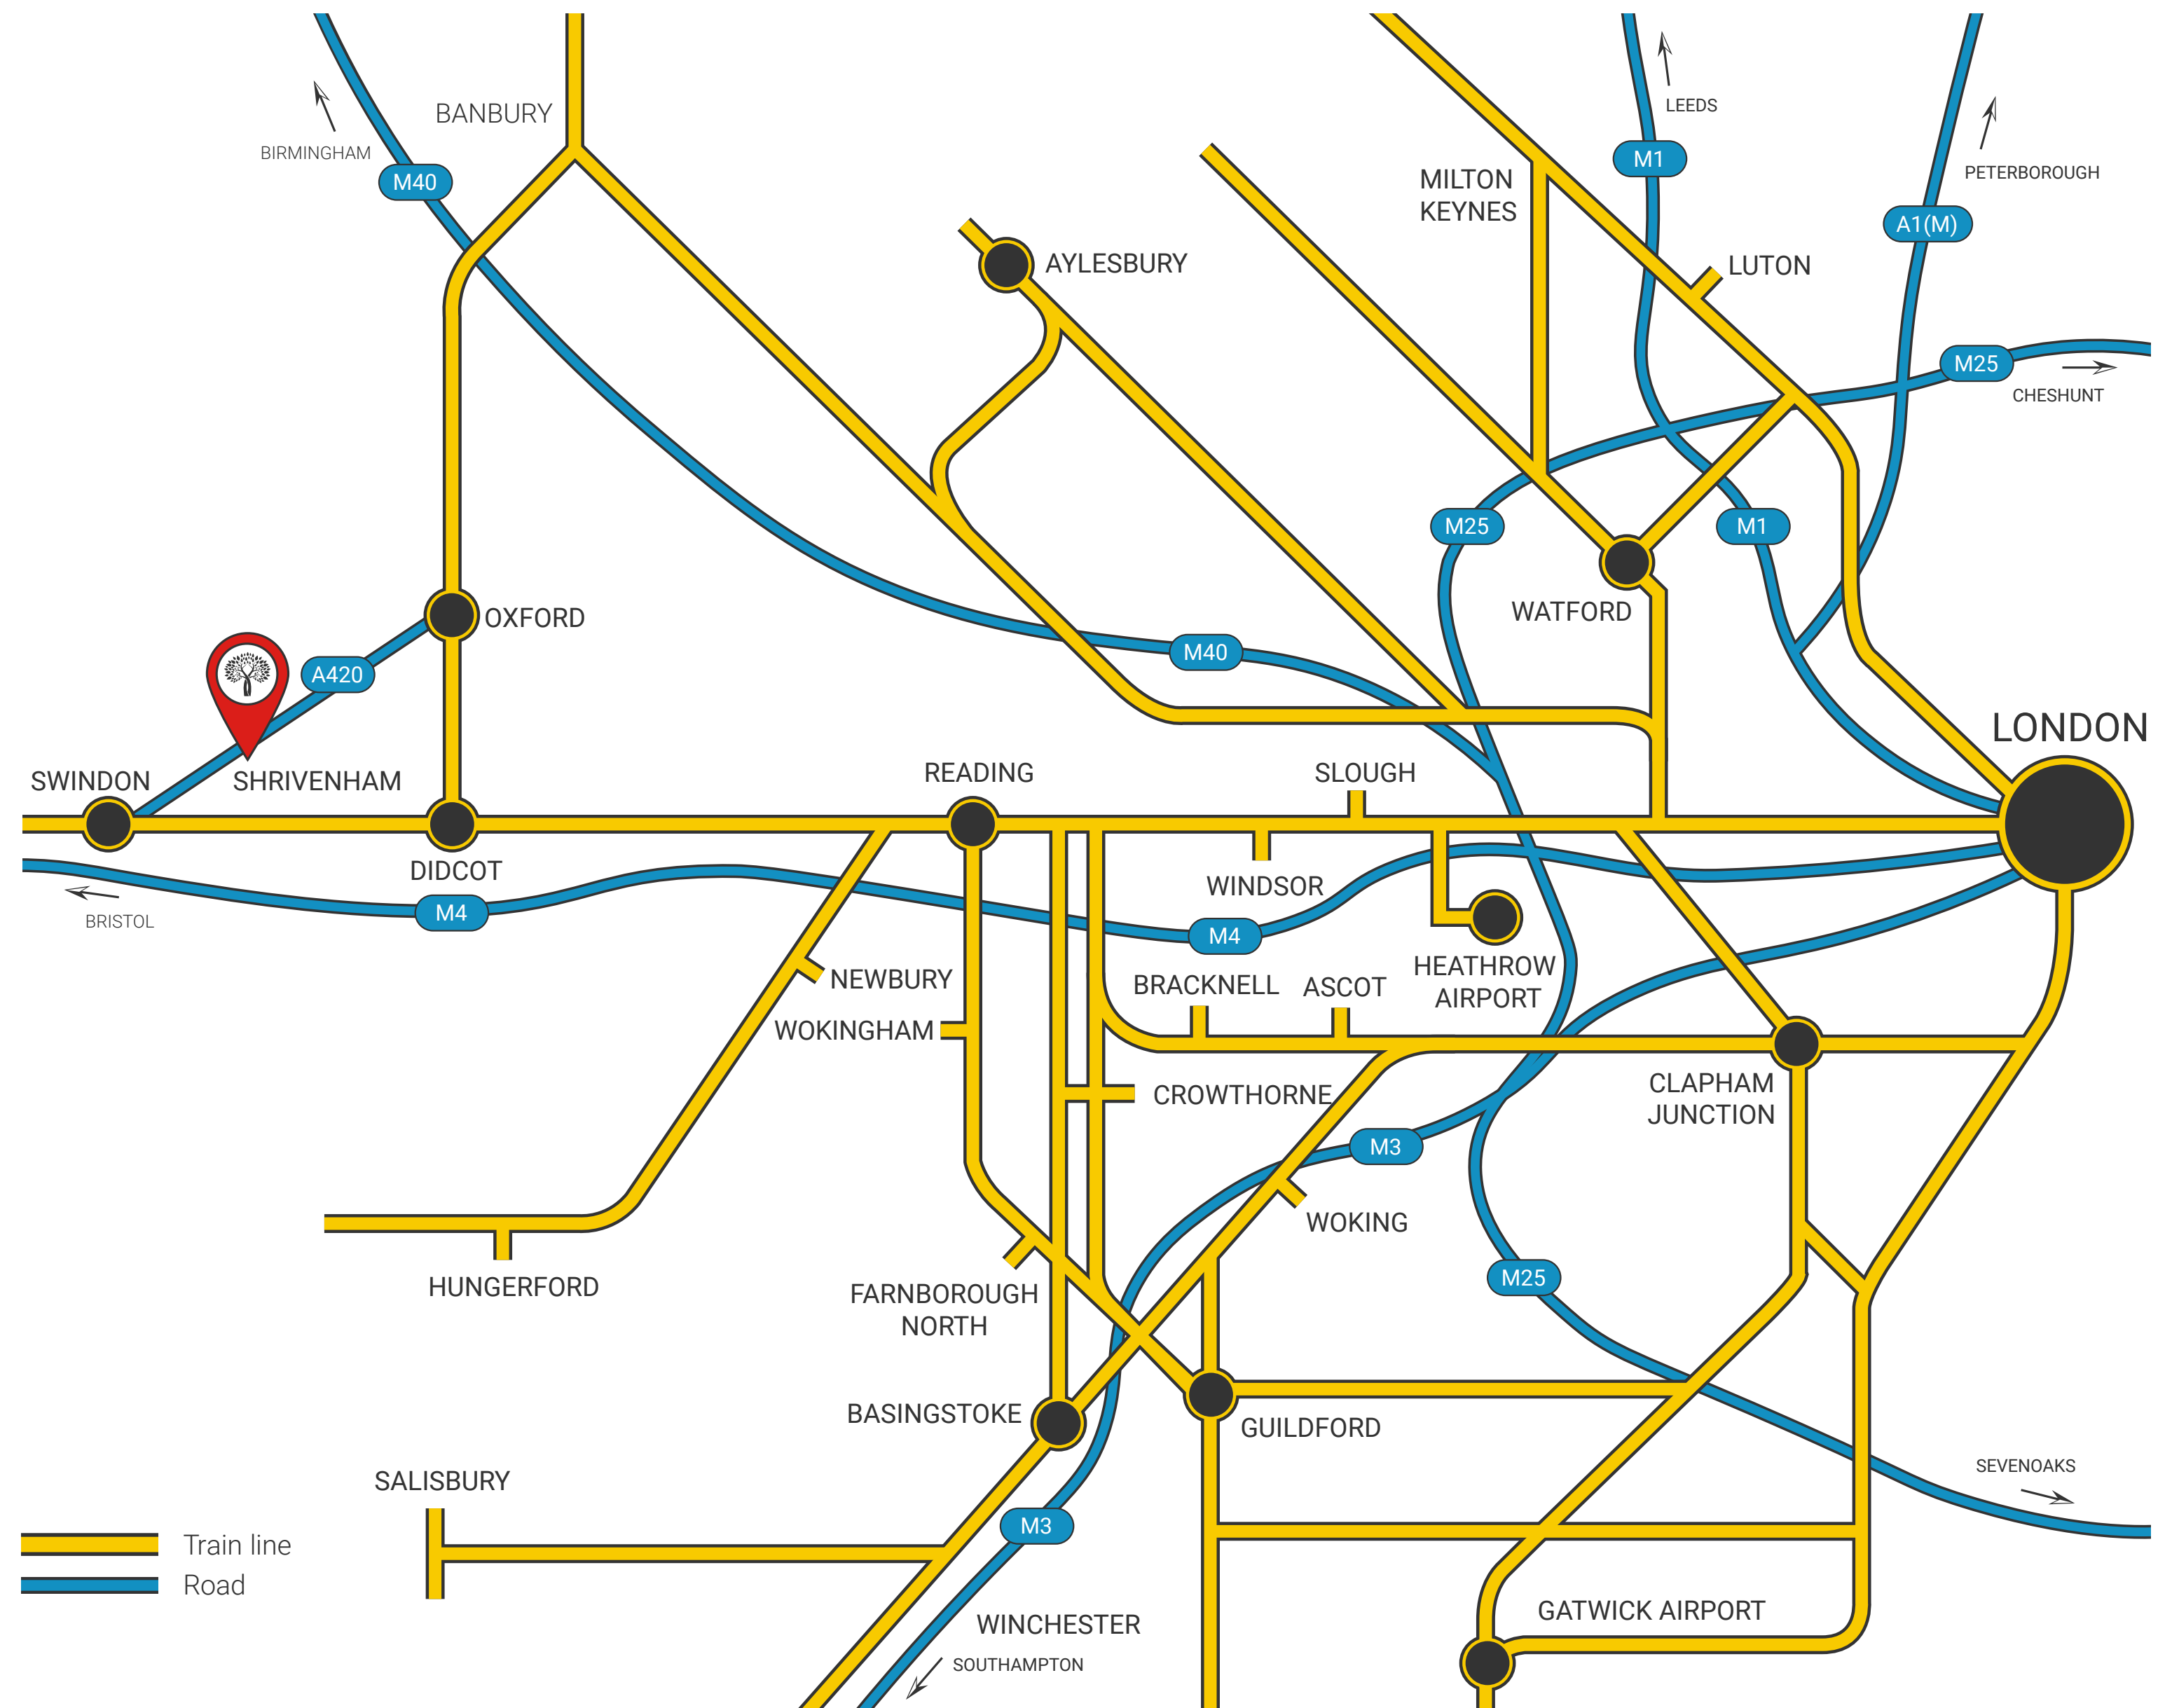 LEEDS
BANBURY
BIRMINGHAM
M40
M1
MILTON
KEYNES
PETERBOROUGH
A1(M)
AYLESBURY
LUTON
M25
CHESHUNT
M25
M1
OXFORD
WATFORD
M40
A420
LONDON
SWINDON
SHRIVENHAM
READING
SLOUGH
DIDCOT
WINDSOR
M4
BRISTOL
M4
HEATHROW
AIRPORT
NEWBURY
BRACKNELL
ASCOT
WOKINGHAM
CROWTHORNE
CLAPHAM
JUNCTION
M3
WOKING
HUNGERFORD
M25
FARNBOROUGH
NORTH
BASINGSTOKE
GUILDFORD
SALISBURY
SEVENOAKS
M3
Train line
Road
WINCHESTER
GATWICK AIRPORT
SOUTHAMPTON